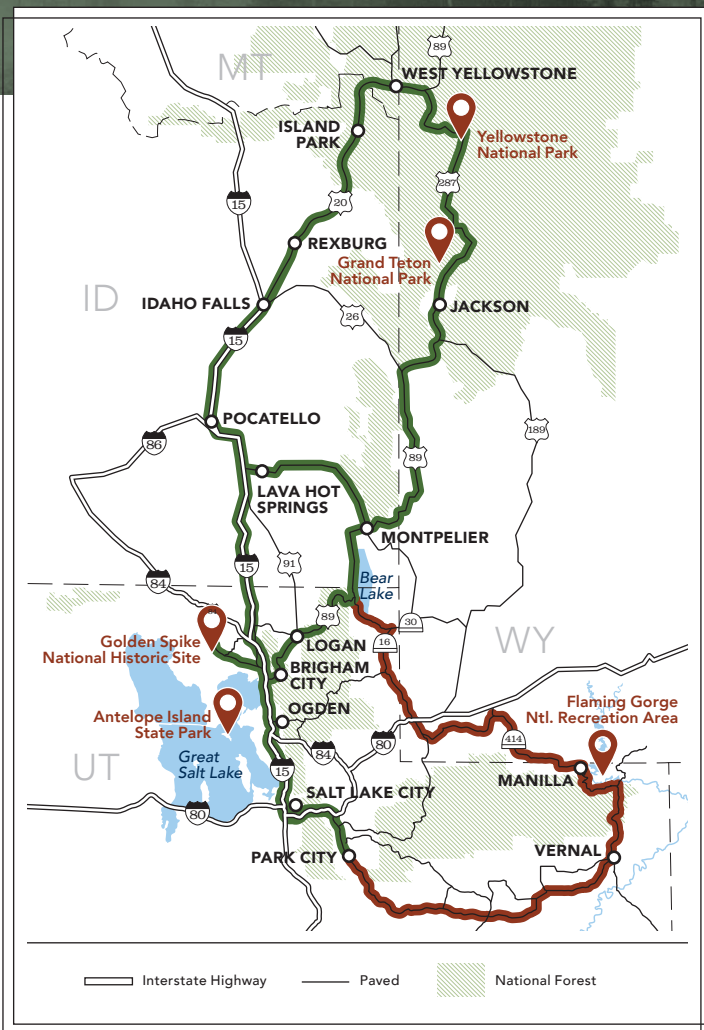 MT
89
WEST YELLOWSTONE
ISLAND
PARK
Yellowstone
National Park
287
15
20
REXBURG
Grand Teton
National Park
ID
IDAHO FALLS
JACKSON
26
15
POCATELLO
189
86
89
LAVA HOT
SPRINGS
MONTPELIER
91
15
84
Bear
Lake
89
30
16
WY
Golden Spike
National Historic Site
LOGAN
BRIGHAM
CITY
Flaming Gorge
Ntl. Recreation Area
Antelope Island
State Park
OGDEN
414
84
80
UT
Great
Salt Lake
15
MANILLA
SALT LAKE CITY
80
PARK CITY
VERNAL
Interstate Highway
Paved
National Forest